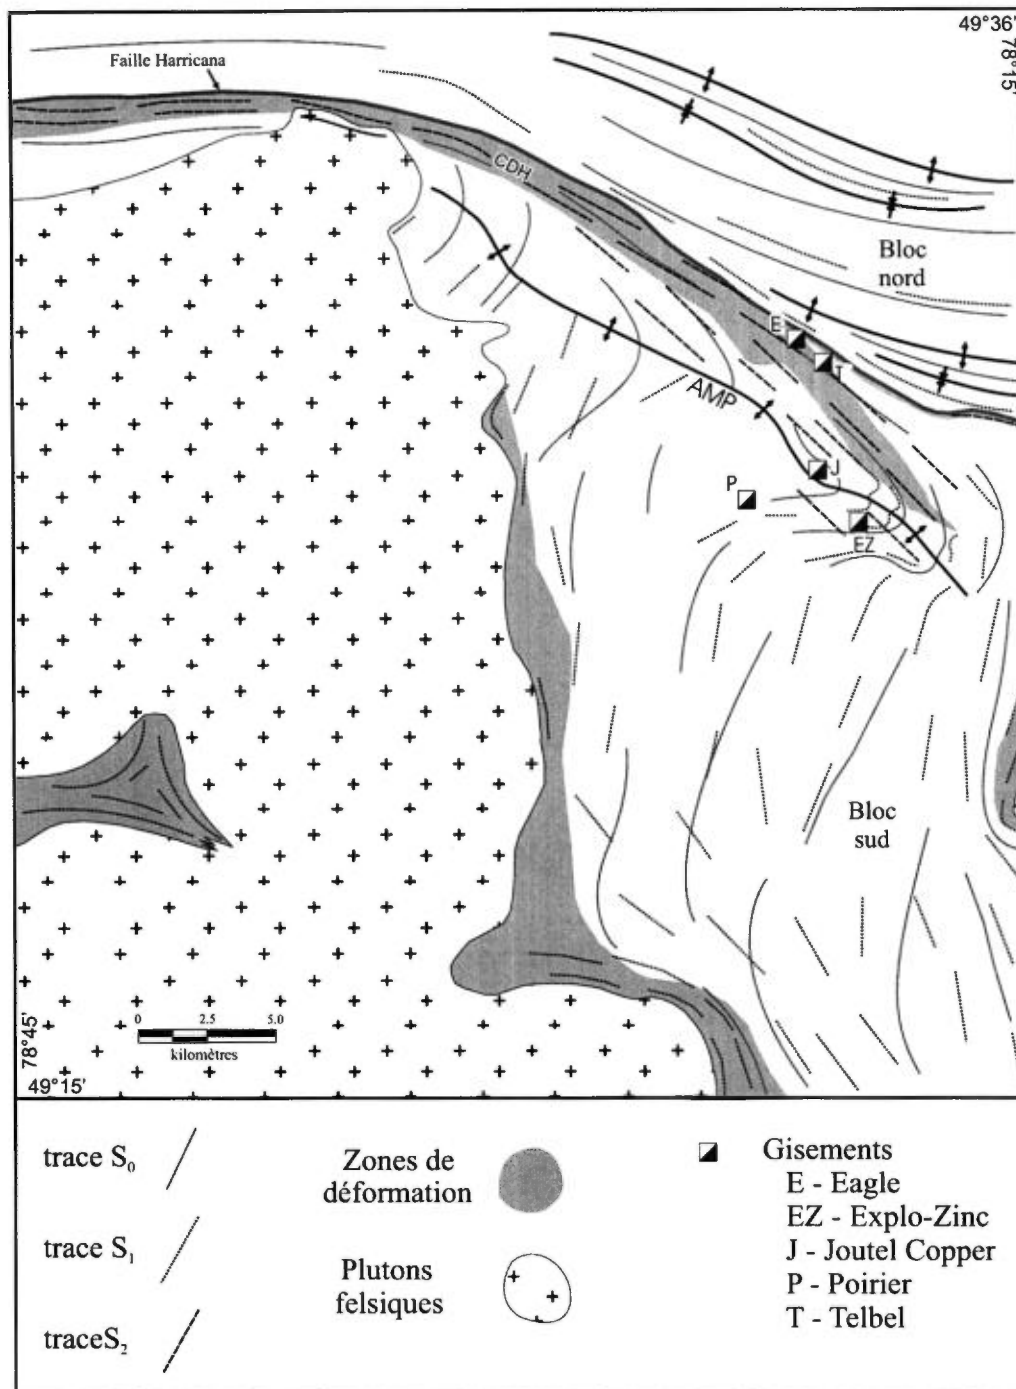 49°36'
78°15'
Faille Harricana
CDH
Bloc
nord
E
T
AMP
J
P
EZ
Bloc
sud
0 2.5 5.0
kilomètres
78°45'
49°15'
trace S₀
trace S₁
traceS₂
Zones de
déformation
Plutons
felsiques
Gisements
E - Eagle
EZ - Explo-Zinc
J - Joutel Copper
P - Poirier
T - Telbel